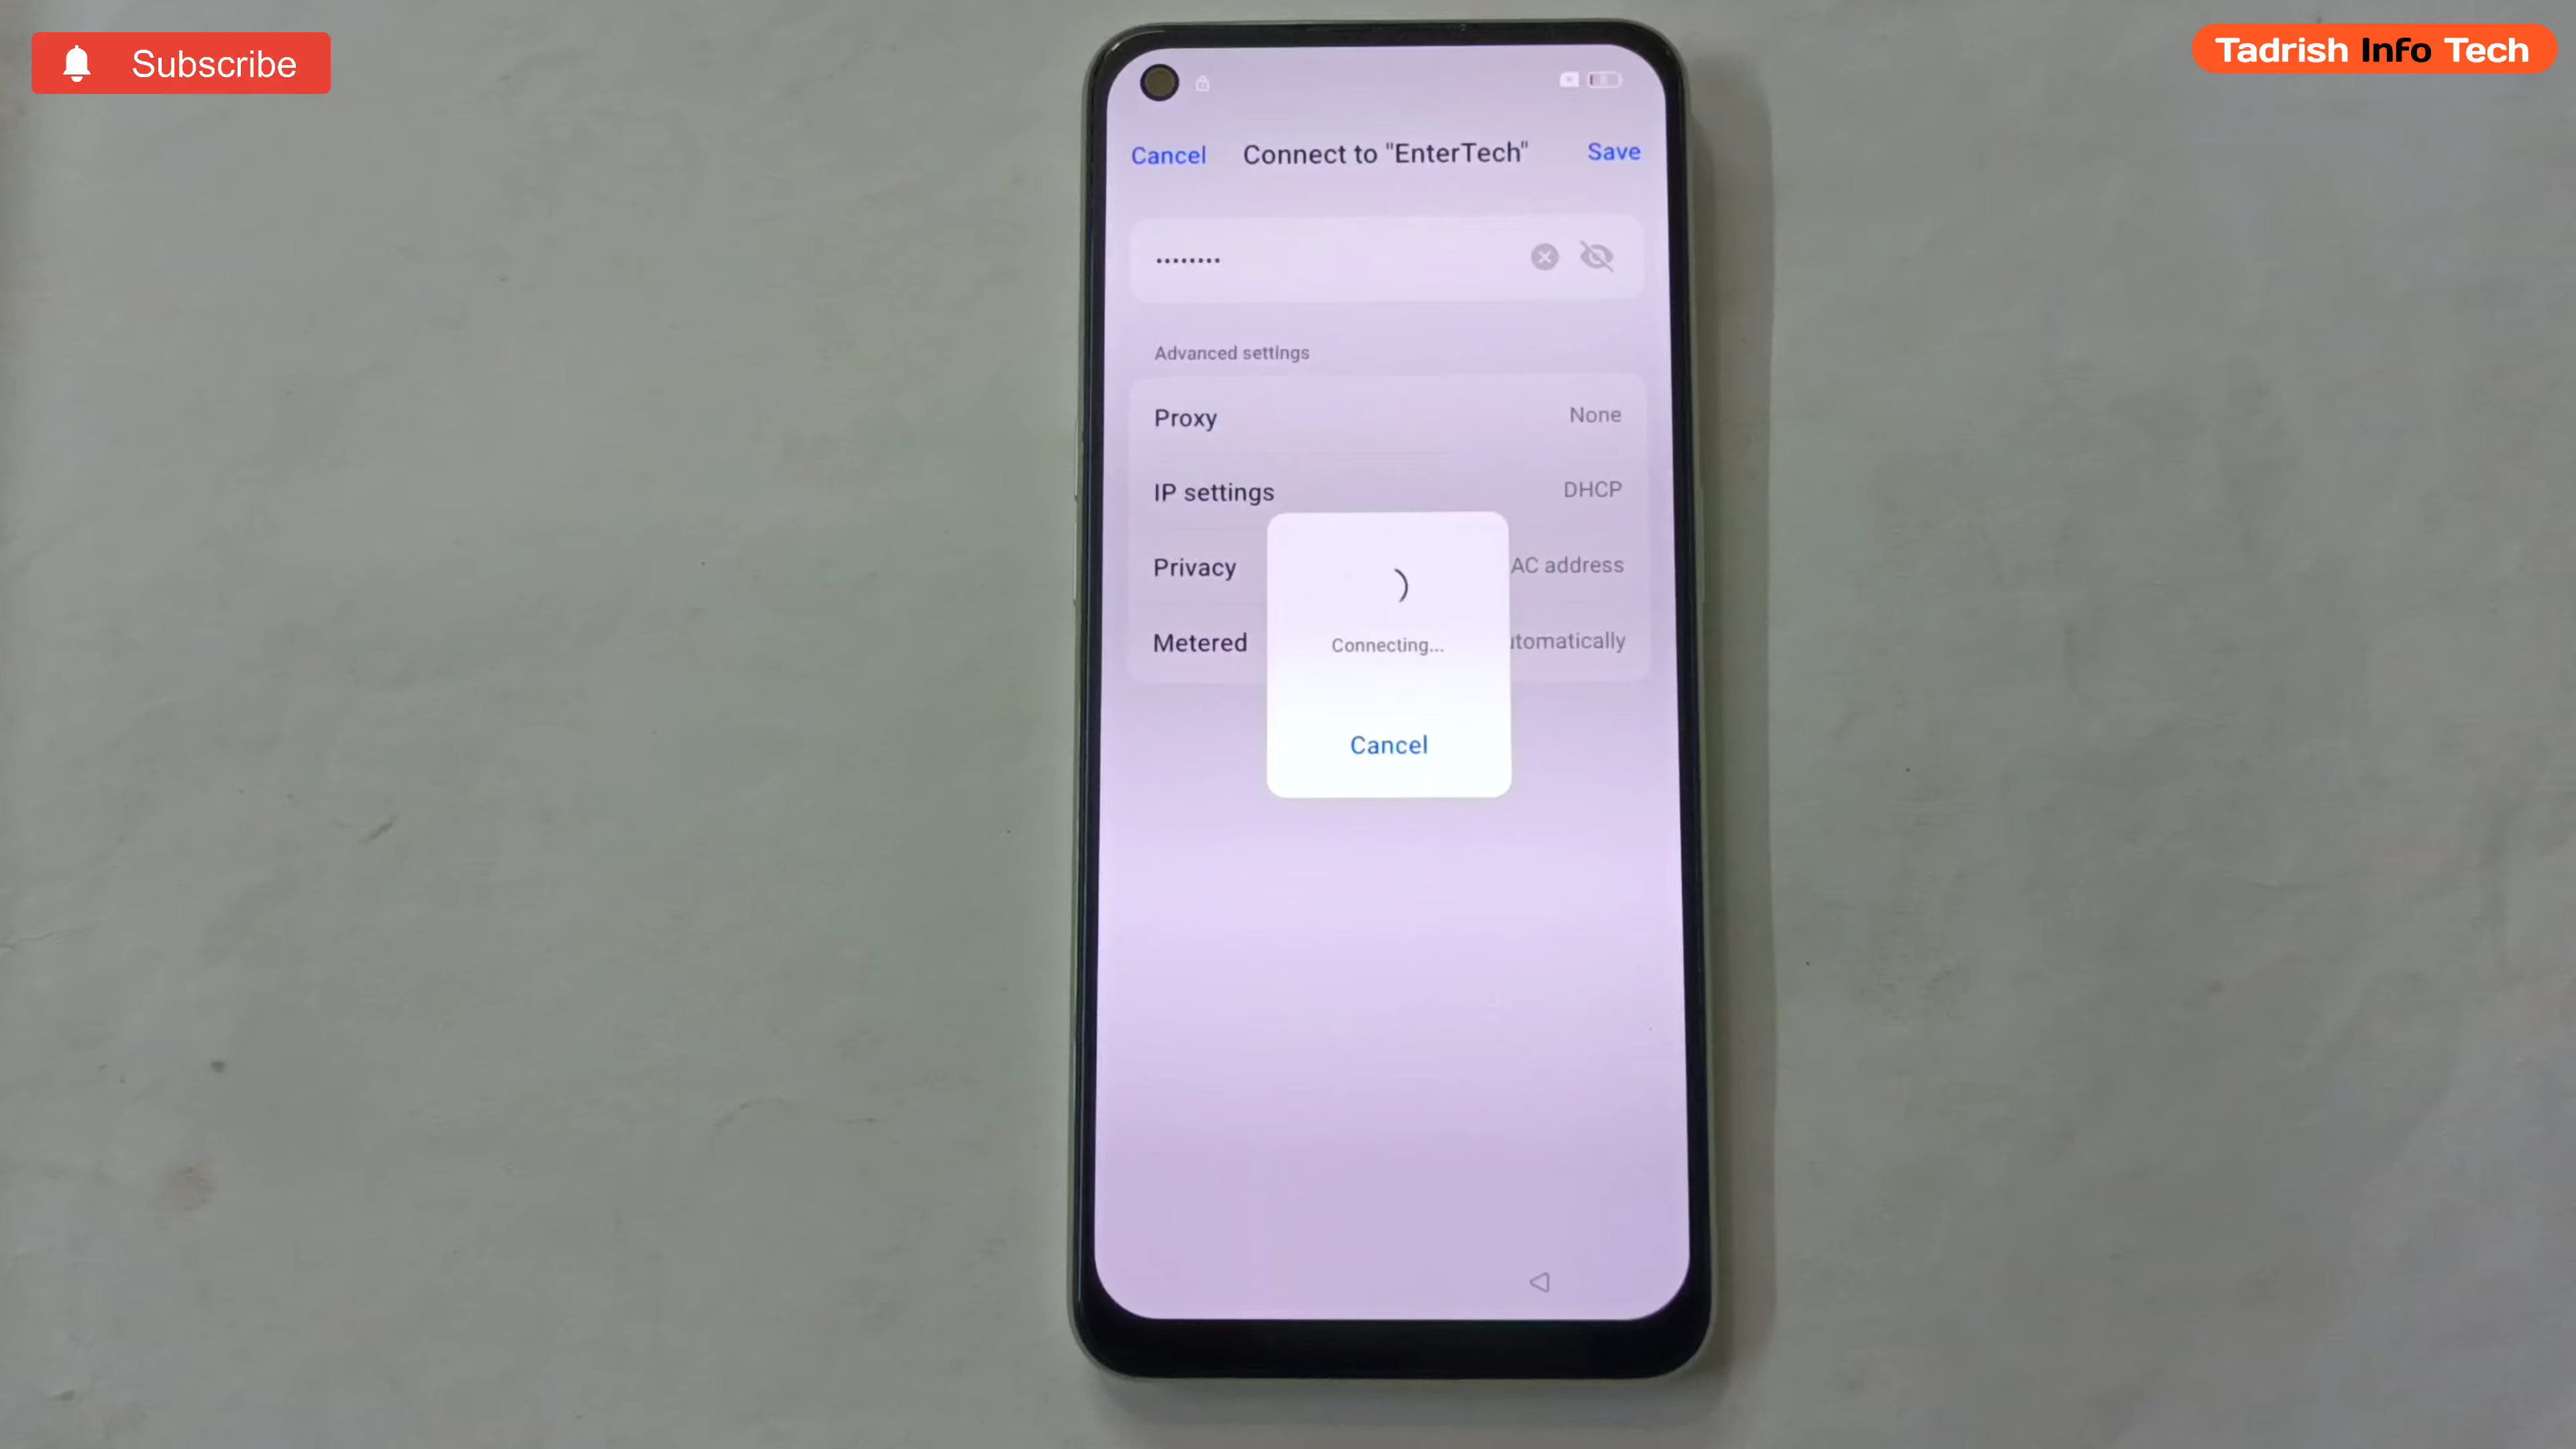 Subscribe
Tadrish Info Tech
Cancel Connect to "EnterTech" Save
••••••••
Advanced settings
Proxy None
IP settings DHCP
Privacy AC address
Metered utomatically
Connecting...
Cancel